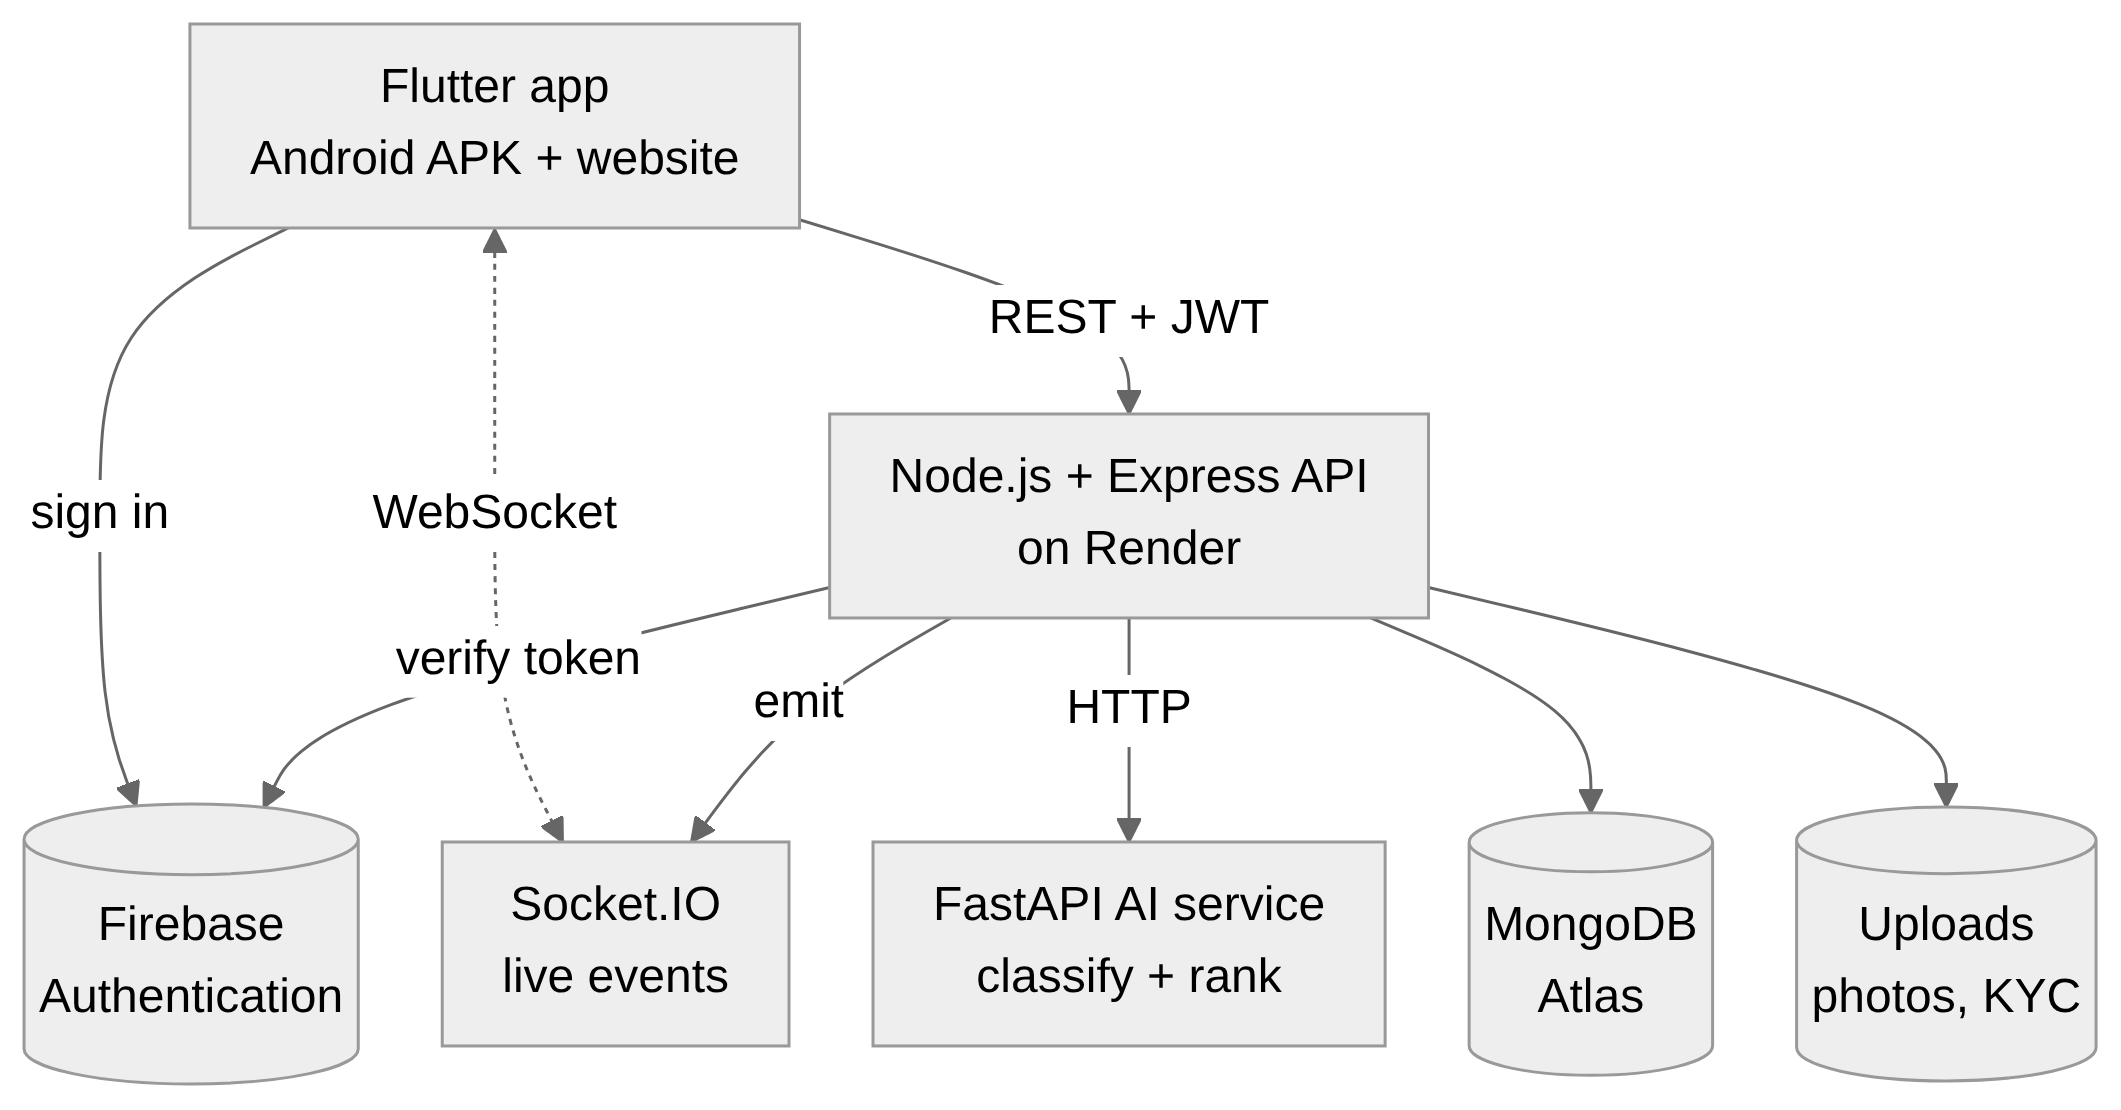 Flutter app
Android APK + website
REST + JWT
Node.js + Express API
on Render
sign in
WebSocket
verify token
emit
HTTP
Firebase
Authentication
Socket.IO
live events
FastAPI AI service
classify + rank
MongoDB
Atlas
Uploads
photos, KYC